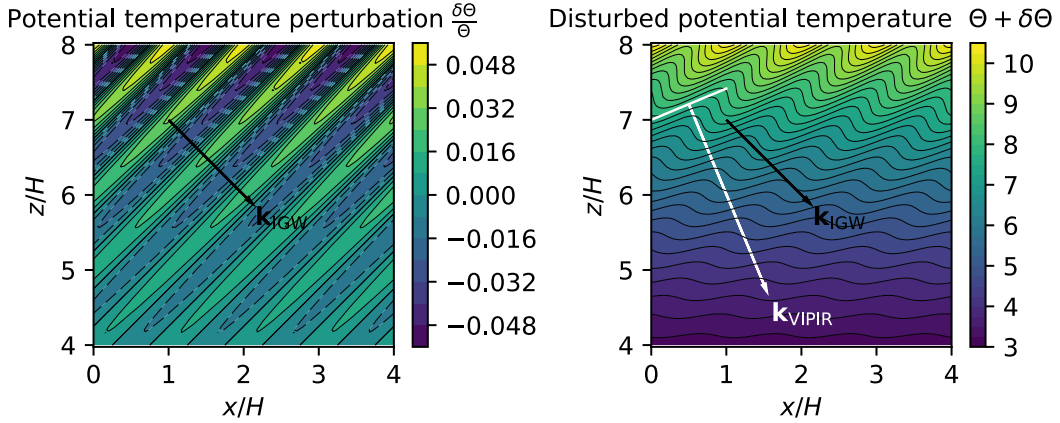 Potential temperature perturbation δΘ/Θ
8
7
6
5
4
z/H
0 1 2 3 4
x/H
k_IGW
0.048
0.032
0.016
0.000
−0.016
−0.032
−0.048
Disturbed potential temperature Θ + δΘ
8
7
6
5
4
z/H
0 1 2 3 4
x/H
k_IGW
k_VIPIR
10
9
8
7
6
5
4
3